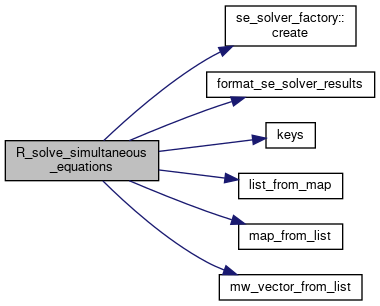 R_solve_simultaneous
_equations
se_solver_factory::
create
format_se_solver_results
keys
list_from_map
map_from_list
mw_vector_from_list